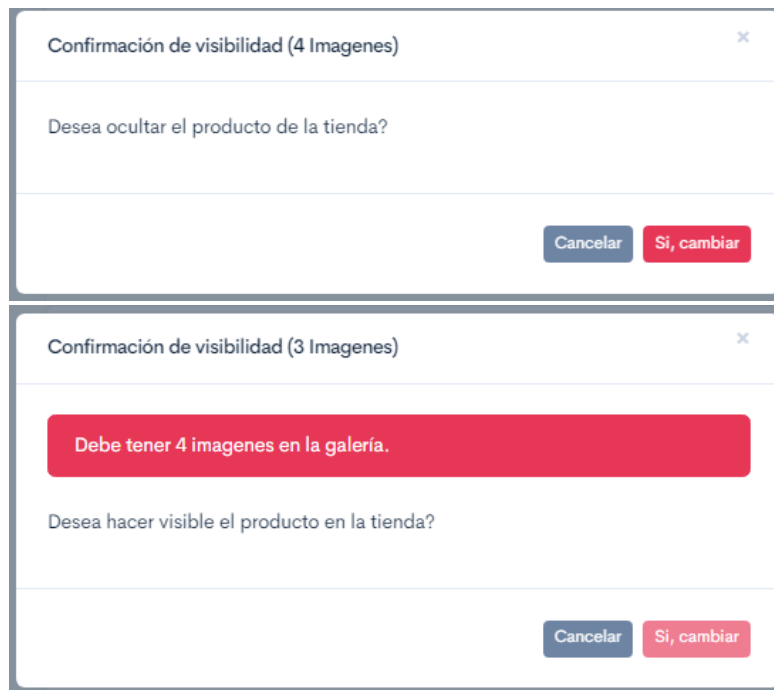 Confirmación de visibilidad (4 Imagenes)
×
Desea ocultar el producto de la tienda?
Cancelar
Si, cambiar
Confirmación de visibilidad (3 Imagenes)
×
Debe tener 4 imagenes en la galería.
Desea hacer visible el producto en la tienda?
Cancelar
Si, cambiar